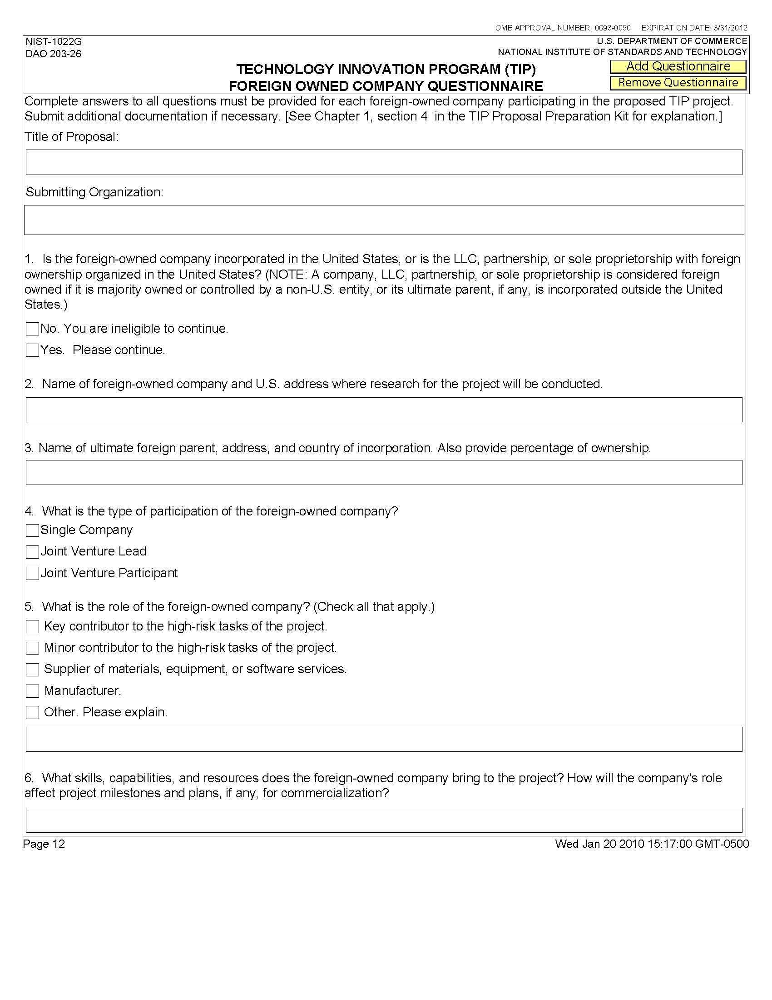 OMB APPROVAL NUMBER: 0693-0050 EXPIRATION DATE: 3/31/2012
NIST-1022G
DAO 203-26
U.S. DEPARTMENT OF COMMERCE
NATIONAL INSTITUTE OF STANDARDS AND TECHNOLOGY
TECHNOLOGY INNOVATION PROGRAM (TIP)
FOREIGN OWNED COMPANY QUESTIONNAIRE
Add Questionnaire
Remove Questionnaire
Complete answers to all questions must be provided for each foreign-owned company participating in the proposed TIP project.
Submit additional documentation if necessary. [See Chapter 1, section 4 in the TIP Proposal Preparation Kit for explanation.]
Title of Proposal:
Submitting Organization:
1. Is the foreign-owned company incorporated in the United States, or is the LLC, partnership, or sole proprietorship with foreign
ownership organized in the United States? (NOTE: A company, LLC, partnership, or sole proprietorship is considered foreign
owned if it is majority owned or controlled by a non-U.S. entity, or its ultimate parent, if any, is incorporated outside the United
States.)
No. You are ineligible to continue.
Yes. Please continue.
2. Name of foreign-owned company and U.S. address where research for the project will be conducted.
3. Name of ultimate foreign parent, address, and country of incorporation. Also provide percentage of ownership.
4. What is the type of participation of the foreign-owned company?
Single Company
Joint Venture Lead
Joint Venture Participant
5. What is the role of the foreign-owned company? (Check all that apply.)
Key contributor to the high-risk tasks of the project.
Minor contributor to the high-risk tasks of the project.
Supplier of materials, equipment, or software services.
Manufacturer.
Other. Please explain.
6. What skills, capabilities, and resources does the foreign-owned company bring to the project? How will the company's role
affect project milestones and plans, if any, for commercialization?
Page 12
Wed Jan 20 2010 15:17:00 GMT-0500